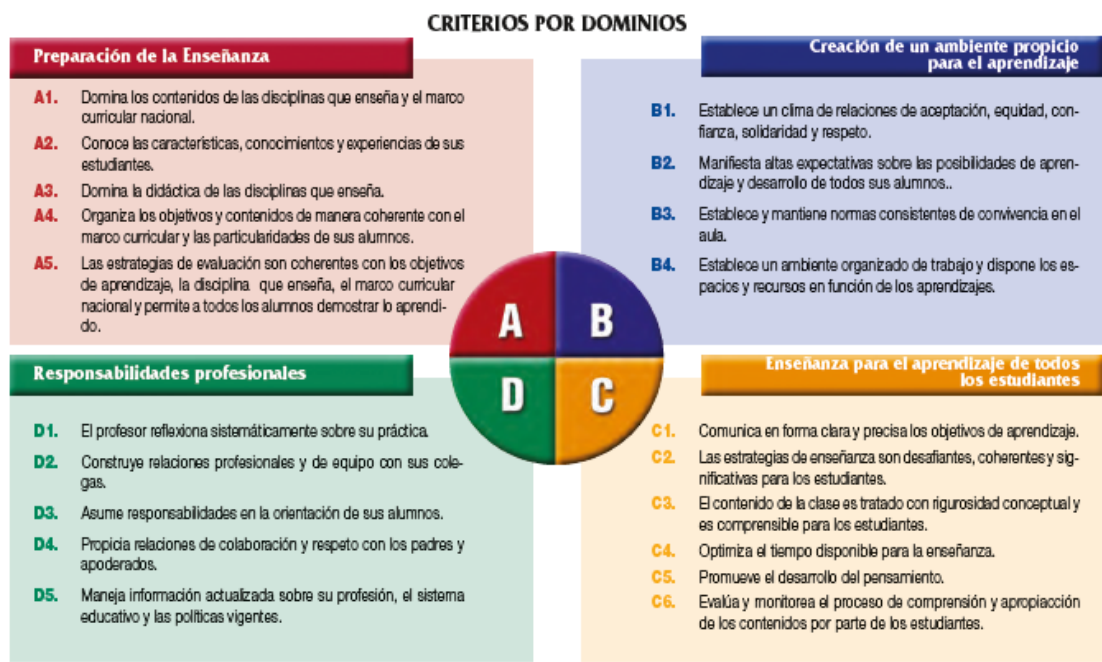 CRITERIOS POR DOMINIOS
Preparación de la Enseñanza
A1. Domina los contenidos de las disciplinas que enseña y el marco
curricular nacional.
A2. Conoce las características, conocimientos y experiencias de sus
estudiantes.
A3. Domina la didáctica de las disciplinas que enseña.
A4. Organiza los objetivos y contenidos de manera coherente con el
marco curricular y las particularidades de sus alumnos.
A5. Las estrategias de evaluación son coherentes con los objetivos
de aprendizaje, la disciplina que enseña, el marco curricular
nacional y permite a todos los alumnos demostrar lo aprendi-
do.
Creación de un ambiente propicio
para el aprendizaje
B1. Establece un clima de relaciones de aceptación, equidad, con-
fianza, solidaridad y respeto.
B2. Manifiesta altas expectativas sobre las posibilidades de apren-
dizaje y desarrollo de todos sus alumnos..
B3. Establece y mantiene normas consistentes de convivencia en el
aula.
B4. Establece un ambiente organizado de trabajo y dispone los es-
pacios y recursos en función de los aprendizajes.
A B
D C
Responsabilidades profesionales
D1. El profesor reflexiona sistemáticamente sobre su práctica.
D2. Construye relaciones profesionales y de equipo con sus cole-
gas.
D3. Asume responsabilidades en la orientación de sus alumnos.
D4. Propicia relaciones de colaboración y respeto con los padres y
apoderados.
D5. Maneja información actualizada sobre su profesión, el sistema
educativo y las políticas vigentes.
Enseñanza para el aprendizaje de todos
los estudiantes
C1. Comunica en forma clara y precisa los objetivos de aprendizaje.
C2. Las estrategias de enseñanza son desafiantes, coherentes y sig-
nificativas para los estudiantes.
C3. El contenido de la clase es tratado con rigurosidad conceptual y
es comprensible para los estudiantes.
C4. Optimiza el tiempo disponible para la enseñanza.
C5. Promueve el desarrollo del pensamiento.
C6. Evalúa y monitorea el proceso de comprensión y apropiacción
de los contenidos por parte de los estudiantes.